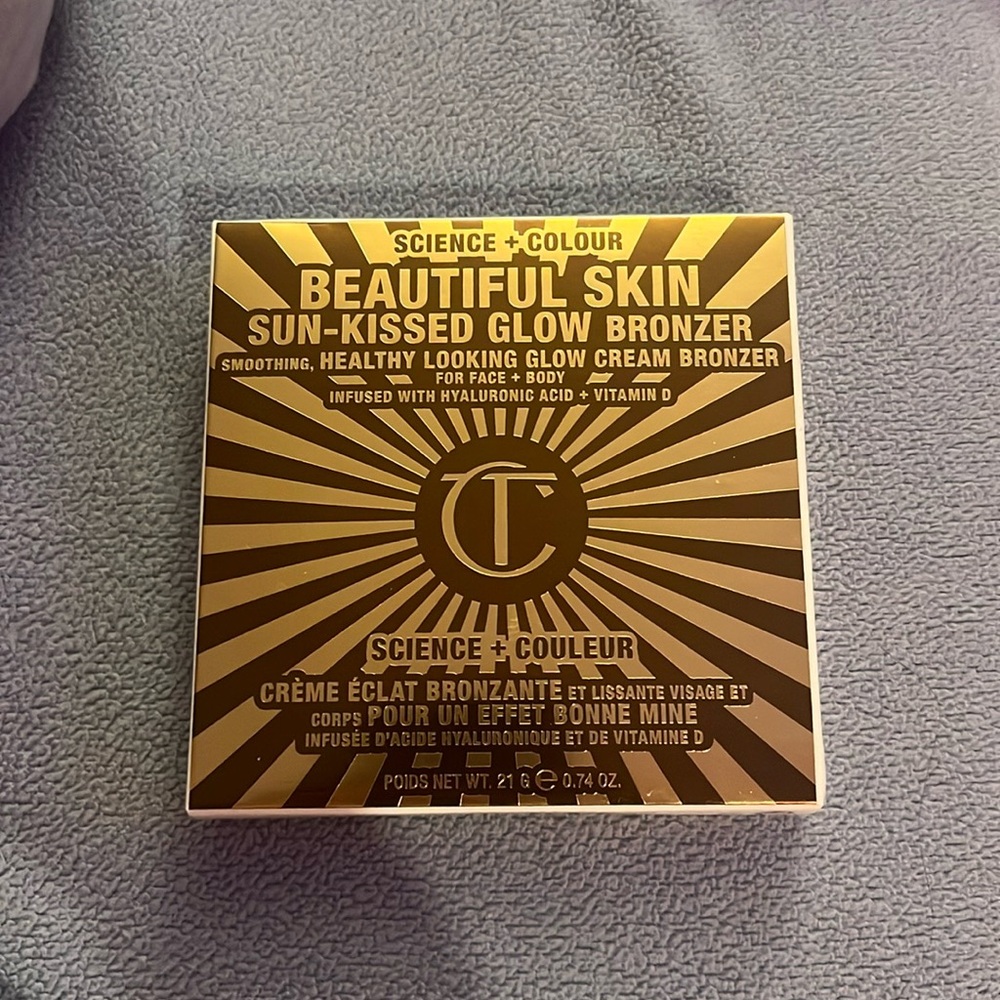 SCIENCE + COLOUR
BEAUTIFUL SKIN
SUN-KISSED GLOW BRONZER
SMOOTHING, HEALTHY LOOKING GLOW CREAM BRONZER
FOR FACE + BODY
INFUSED WITH HYALURONIC ACID + VITAMIN D
CT
SCIENCE + COULEUR
CRÈME ÉCLAT BRONZANTE ET LISSANTE VISAGE ET
CORPS POUR UN EFFET BONNE MINE
INFUSÉE D'ACIDE HYALURONIQUE ET DE VITAMINE D
POIDS NET WT. 21 G ℮ 0.74 OZ.